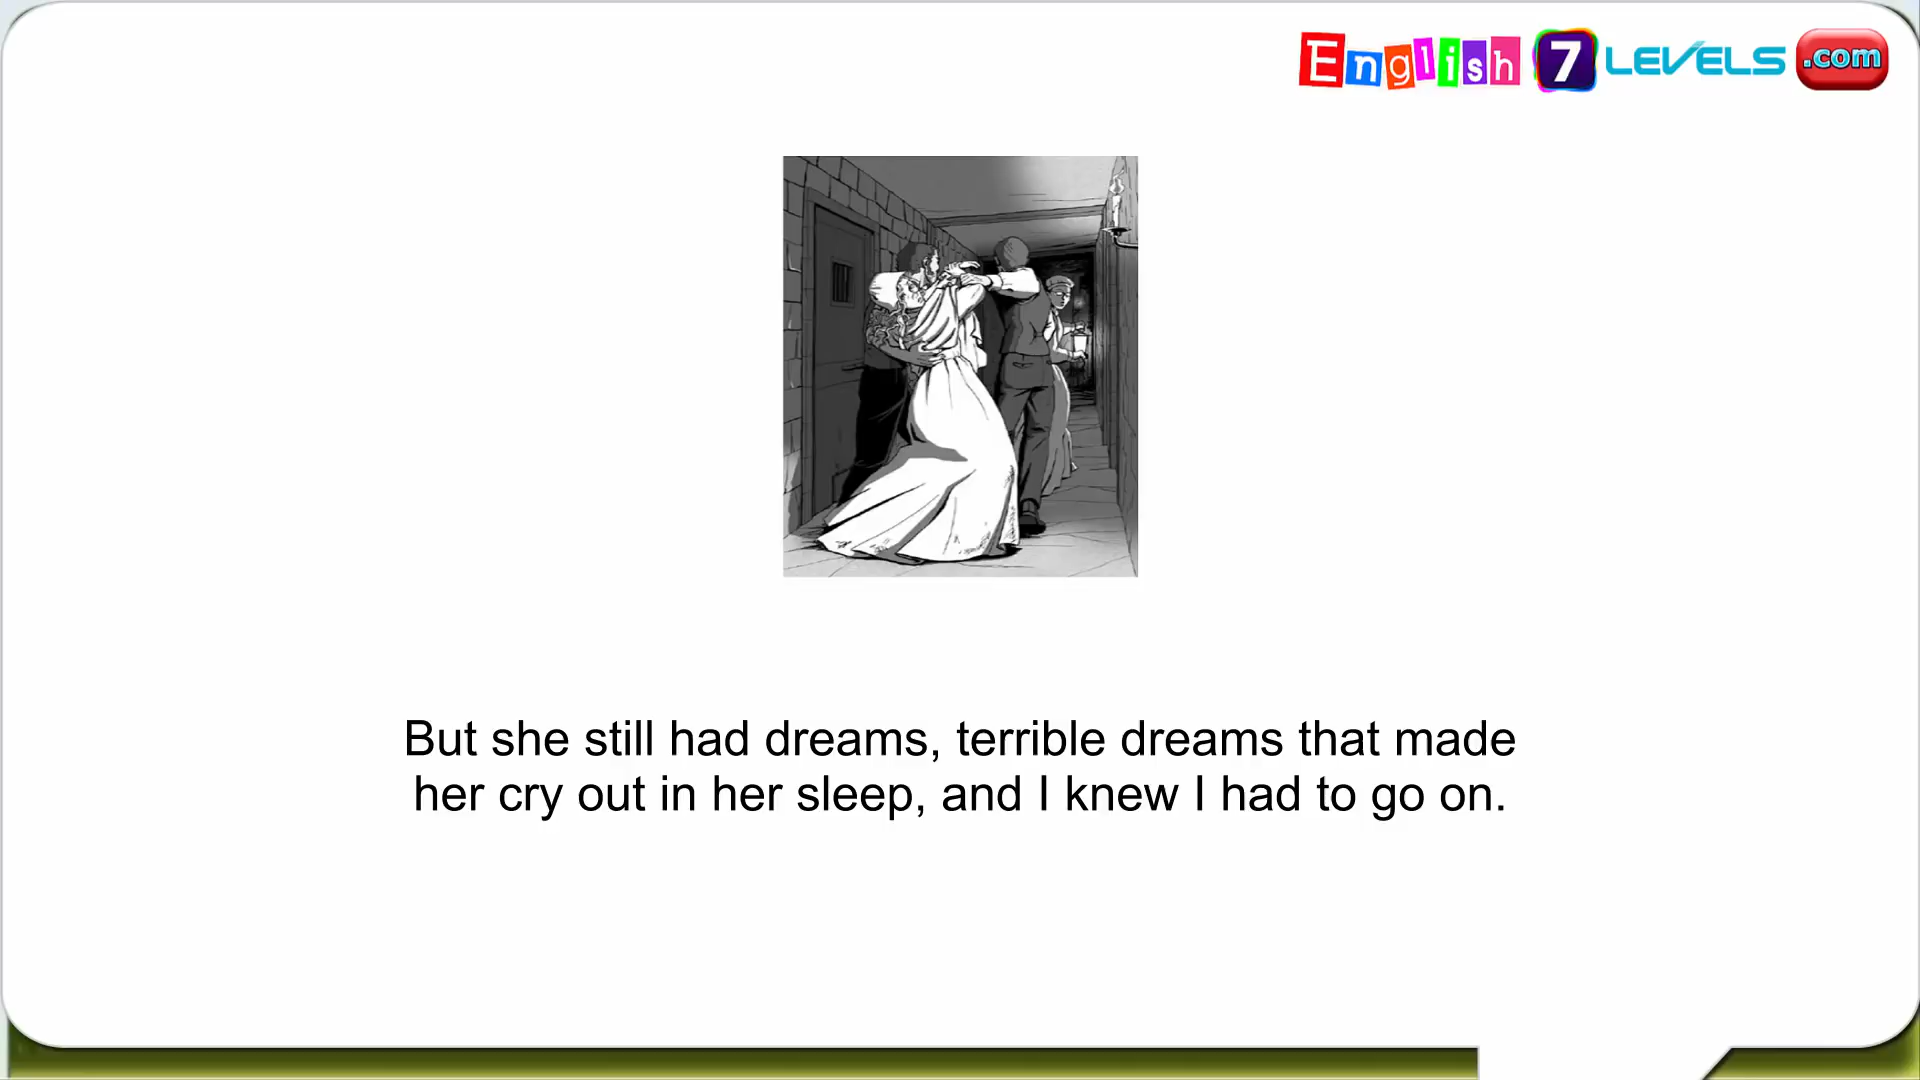 English 7 LEVELS .com
But she still had dreams, terrible dreams that made
her cry out in her sleep, and I knew I had to go on.